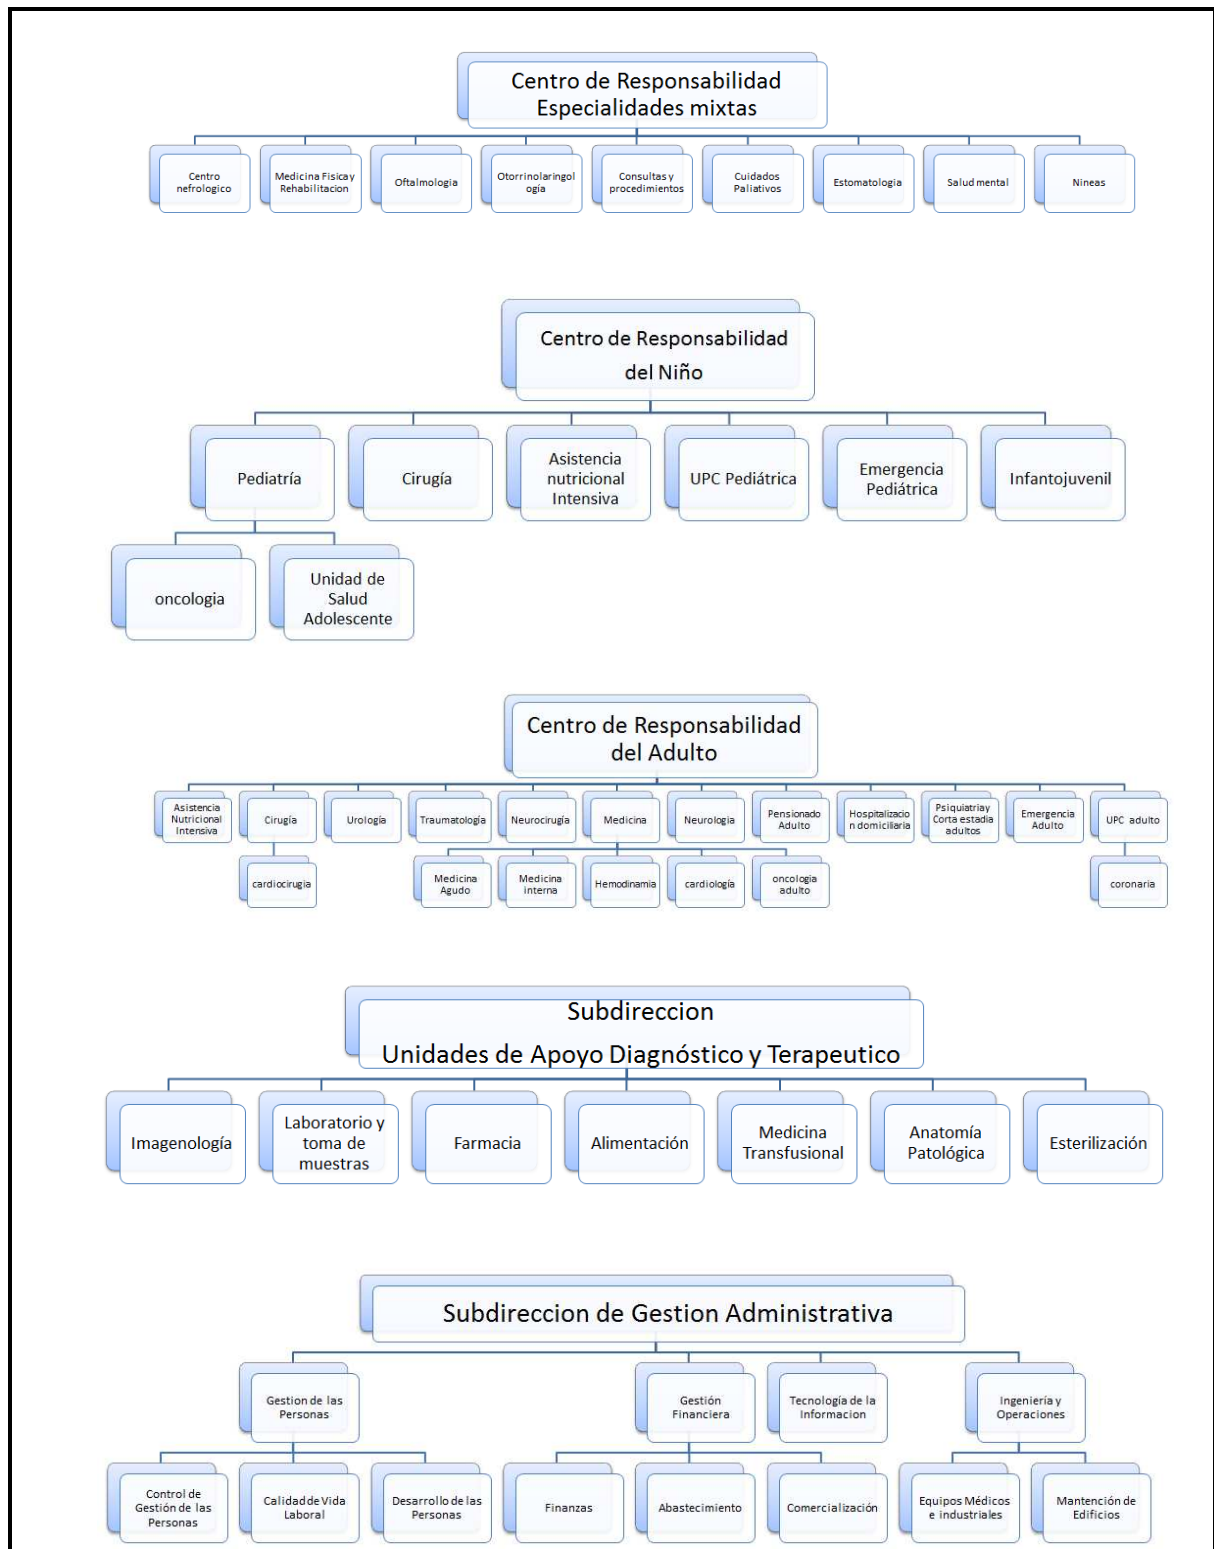 Centro de Responsabilidad
Especialidades mixtas
Centro
nefrologico
Medicina Fisica y
Rehabilitacion
Oftalmologia
Otorrinolaringol
ogía
Consultas y
procedimientos
Cuidados
Paliativos
Estomatologia
Salud mental
Nineas
Centro de Responsabilidad
del Niño
Pediatría
Cirugía
Asistencia
nutricional
Intensiva
UPC Pediátrica
Emergencia
Pediátrica
Infantojuvenil
oncologia
Unidad de
Salud
Adolescente
Centro de Responsabilidad
del Adulto
Asistencia
Nutricional
Intensiva
Cirugía
Urología
Traumatología
Neurocirugía
Medicina
Neurologia
Pensionado
Adulto
Hospitalizacio
n domiciliaria
Psiquiatria y
Corta estadia
adultos
Emergencia
Adulto
UPC adulto
cardiocirugia
Medicina
Agudo
Medicina
interna
Hemodinamia
cardiología
oncologia
adulto
coronaria
Subdireccion
Unidades de Apoyo Diagnóstico y Terapeutico
Imagenología
Laboratorio y
toma de
muestras
Farmacia
Alimentación
Medicina
Transfusional
Anatomía
Patológica
Esterilización
Subdireccion de Gestion Administrativa
Gestion de las
Personas
Gestión
Financiera
Tecnología de la
Informacion
Ingeniería y
Operaciones
Control de
Gestión de las
Personas
Calidad de Vida
Laboral
Desarrollo de las
Personas
Finanzas
Abastecimiento
Comercialización
Equipos Médicos
e industriales
Mantención de
Edificios